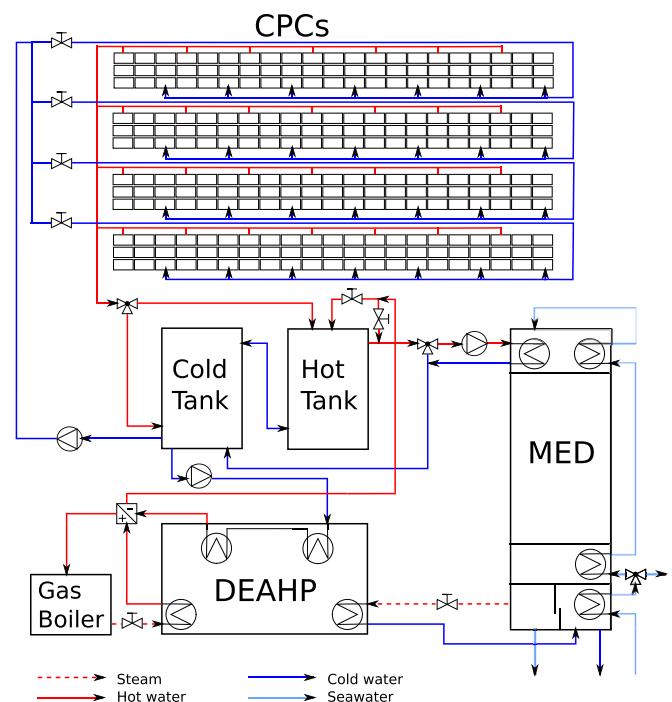 CPCs
Cold
Tank
Hot
Tank
MED
DEAHP
Gas
Boiler
Steam
Hot water
Cold water
Seawater